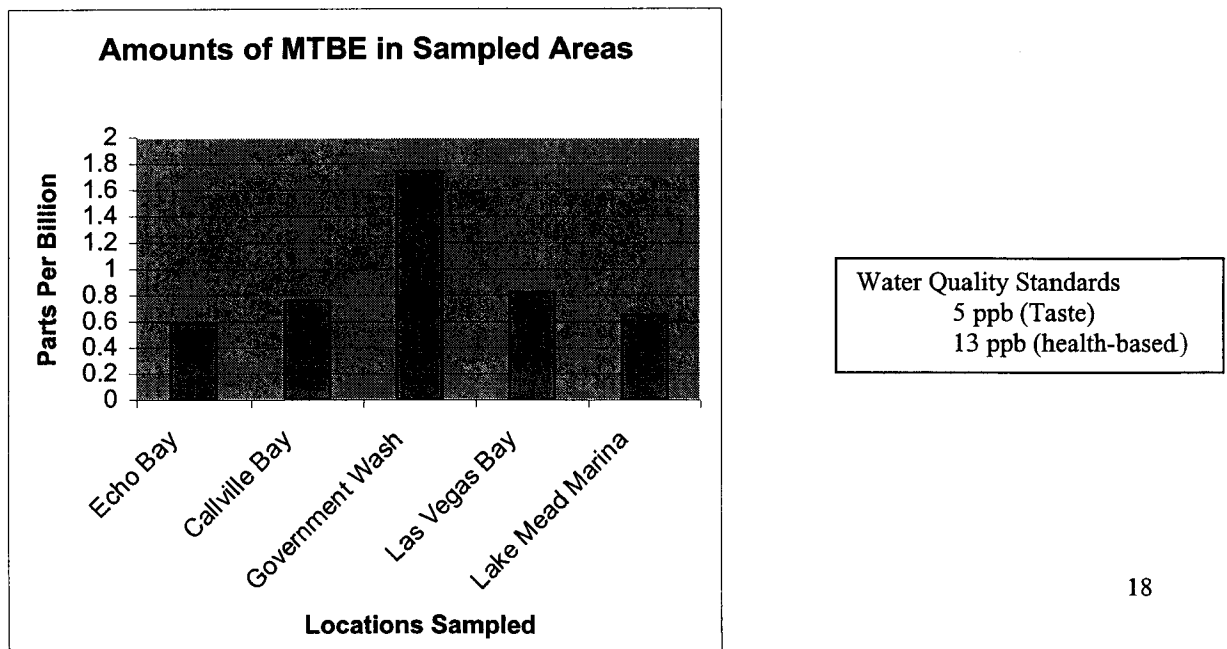 Amounts of MTBE in Sampled Areas
Parts Per Billion
2
1.8
1.6
1.4
1.2
1
0.8
0.6
0.4
0.2
0
Echo Bay
Callville Bay
Government Wash
Las Vegas Bay
Lake Mead Marina
Locations Sampled
Water Quality Standards
5 ppb (Taste)
13 ppb (health-based)
18